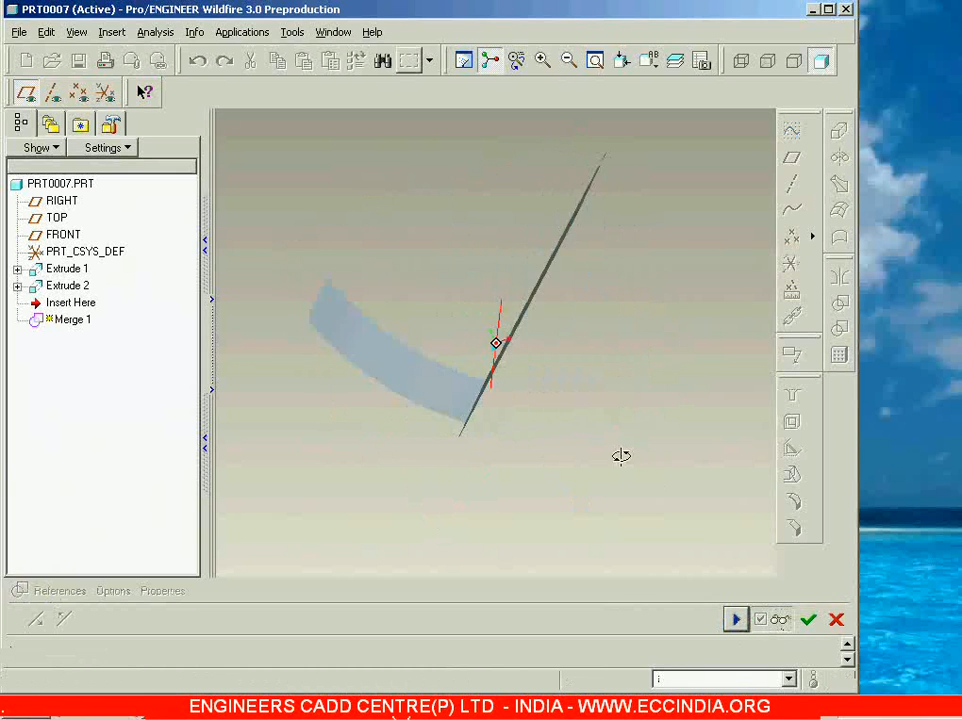 PRT0007 (Active) - Pro/ENGINEER Wildfire 3.0 Preproduction
File Edit View Insert Analysis Info Applications Tools Window Help
Show Settings
PRT0007.PRT
RIGHT
TOP
FRONT
PRT_CSYS_DEF
Extrude 1
Extrude 2
Insert Here
Merge 1
References Options Properties
ENGINEERS CADD CENTRE(P) LTD - INDIA - WWW.ECCINDIA.ORG